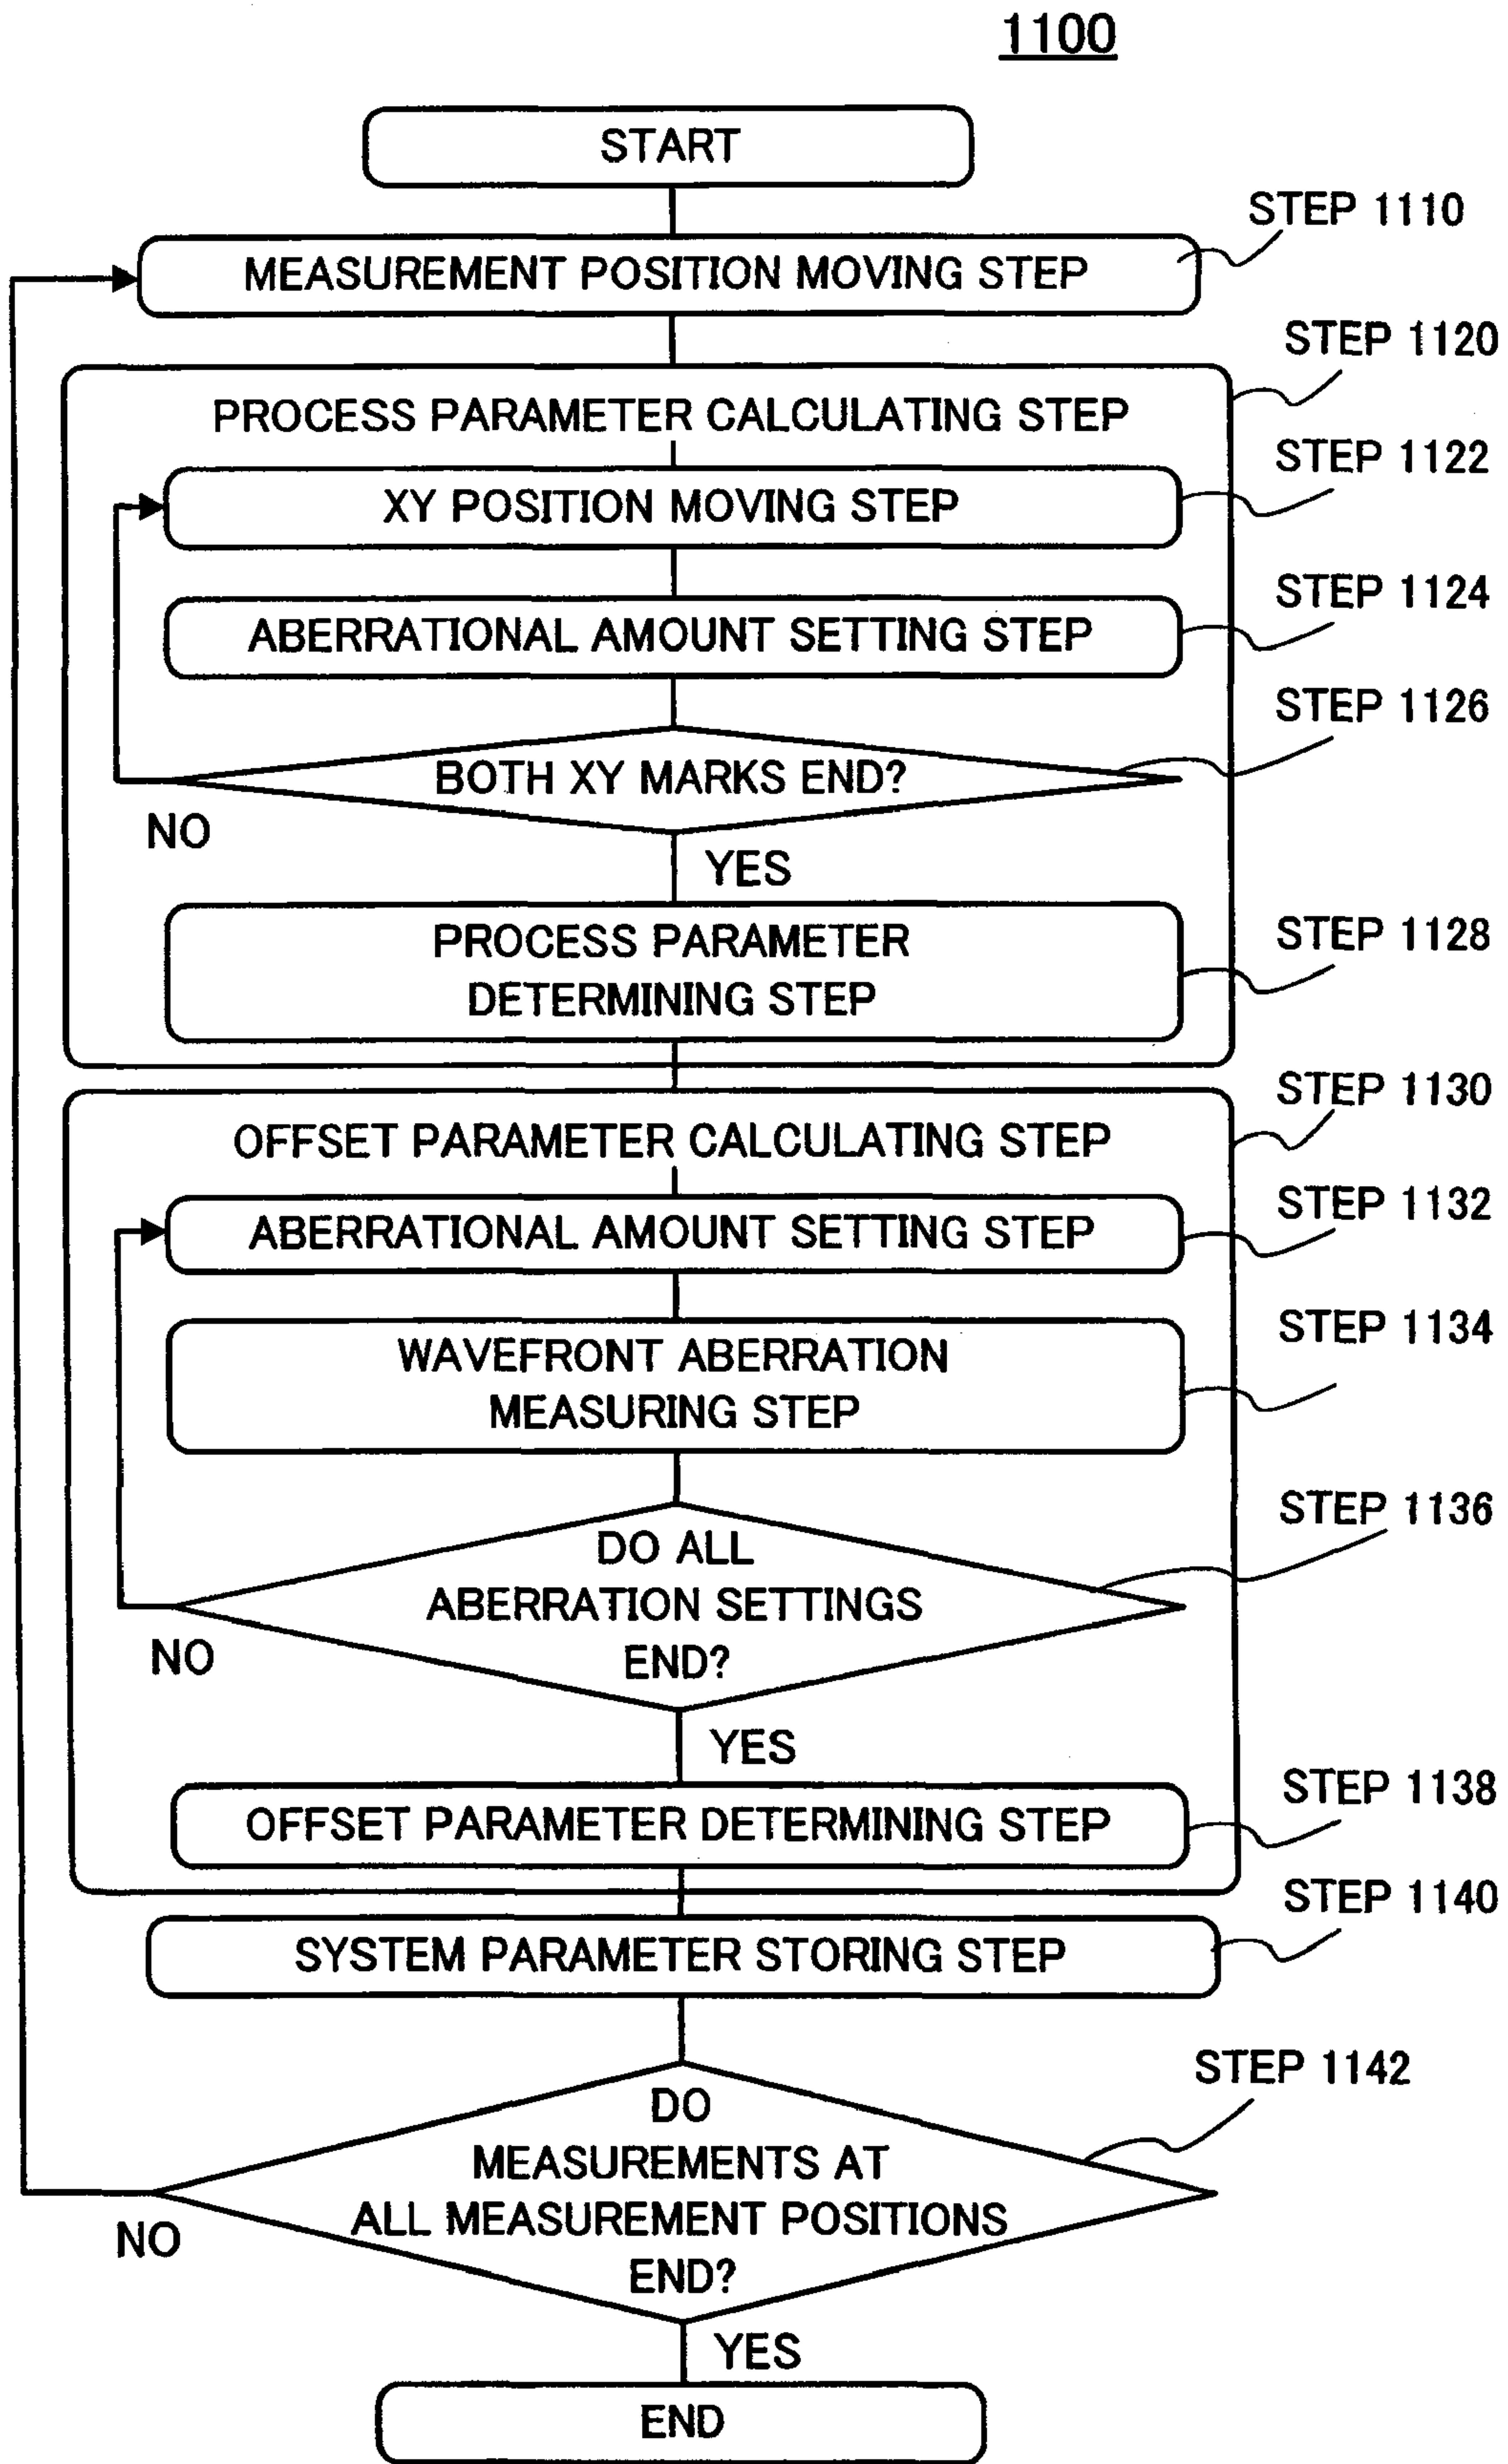 1100
START
STEP 1110
MEASUREMENT POSITION MOVING STEP
STEP 1120
PROCESS PARAMETER CALCULATING STEP
STEP 1122
XY POSITION MOVING STEP
STEP 1124
ABERRATIONAL AMOUNT SETTING STEP
STEP 1126
BOTH XY MARKS END?
NO
YES
STEP 1128
PROCESS PARAMETER
DETERMINING STEP
STEP 1130
OFFSET PARAMETER CALCULATING STEP
STEP 1132
ABERRATIONAL AMOUNT SETTING STEP
STEP 1134
WAVEFRONT ABERRATION
MEASURING STEP
STEP 1136
DO ALL
ABERRATION SETTINGS
END?
NO
YES
STEP 1138
OFFSET PARAMETER DETERMINING STEP
STEP 1140
SYSTEM PARAMETER STORING STEP
STEP 1142
DO
MEASUREMENTS AT
ALL MEASUREMENT POSITIONS
END?
NO
YES
END